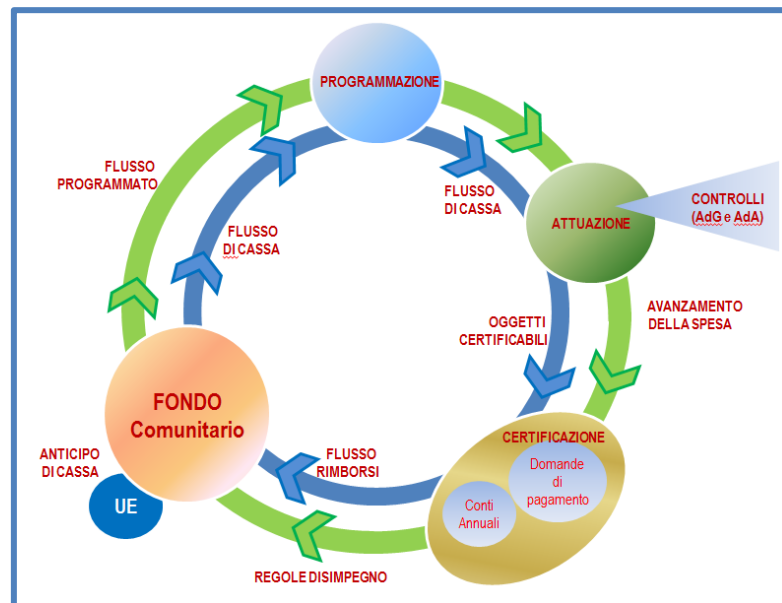 PROGRAMMAZIONE
FLUSSO
PROGRAMMATO
FLUSSO
DI CASSA
FLUSSO
DI CASSA
ATTUAZIONE
CONTROLLI
(AdG e AdA)
OGGETTI
CERTIFICABILI
AVANZAMENTO
DELLA SPESA
FONDO
Comunitario
CERTIFICAZIONE
Domande
di
pagamento
Conti
Annuali
FLUSSO
RIMBORSI
ANTICIPO
DI CASSA
UE
REGOLE DISIMPEGNO